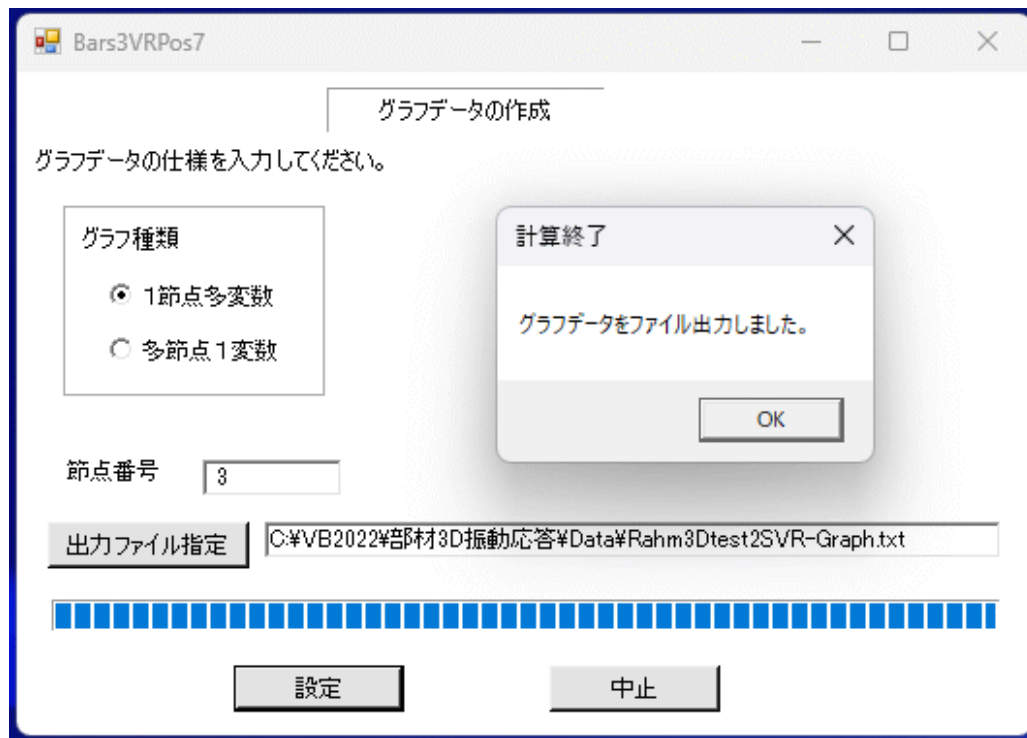 Bars3VRPos7
グラフデータの作成
グラフデータの仕様を入力してください。
グラフ種類
1節点多変数
多節点1変数
計算終了
グラフデータをファイル出力しました。
OK
節点番号
3
出力ファイル指定
C:¥VB2022¥部材3D振動応答¥Data¥Rahm3Dtest2SVR-Graph.txt
設定
中止